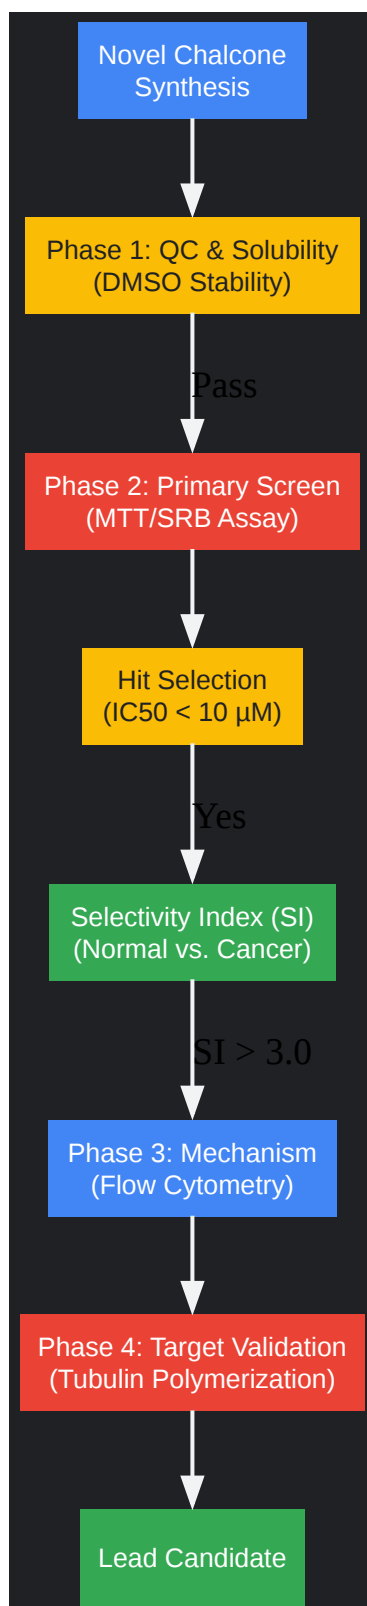 Novel Chalcone
Synthesis
Phase 1: QC & Solubility
(DMSO Stability)
Pass
Phase 2: Primary Screen
(MTT/SRB Assay)
Hit Selection
(IC50 < 10 µM)
Yes
Selectivity Index (SI)
(Normal vs. Cancer)
SI > 3.0
Phase 3: Mechanism
(Flow Cytometry)
Phase 4: Target Validation
(Tubulin Polymerization)
Lead Candidate